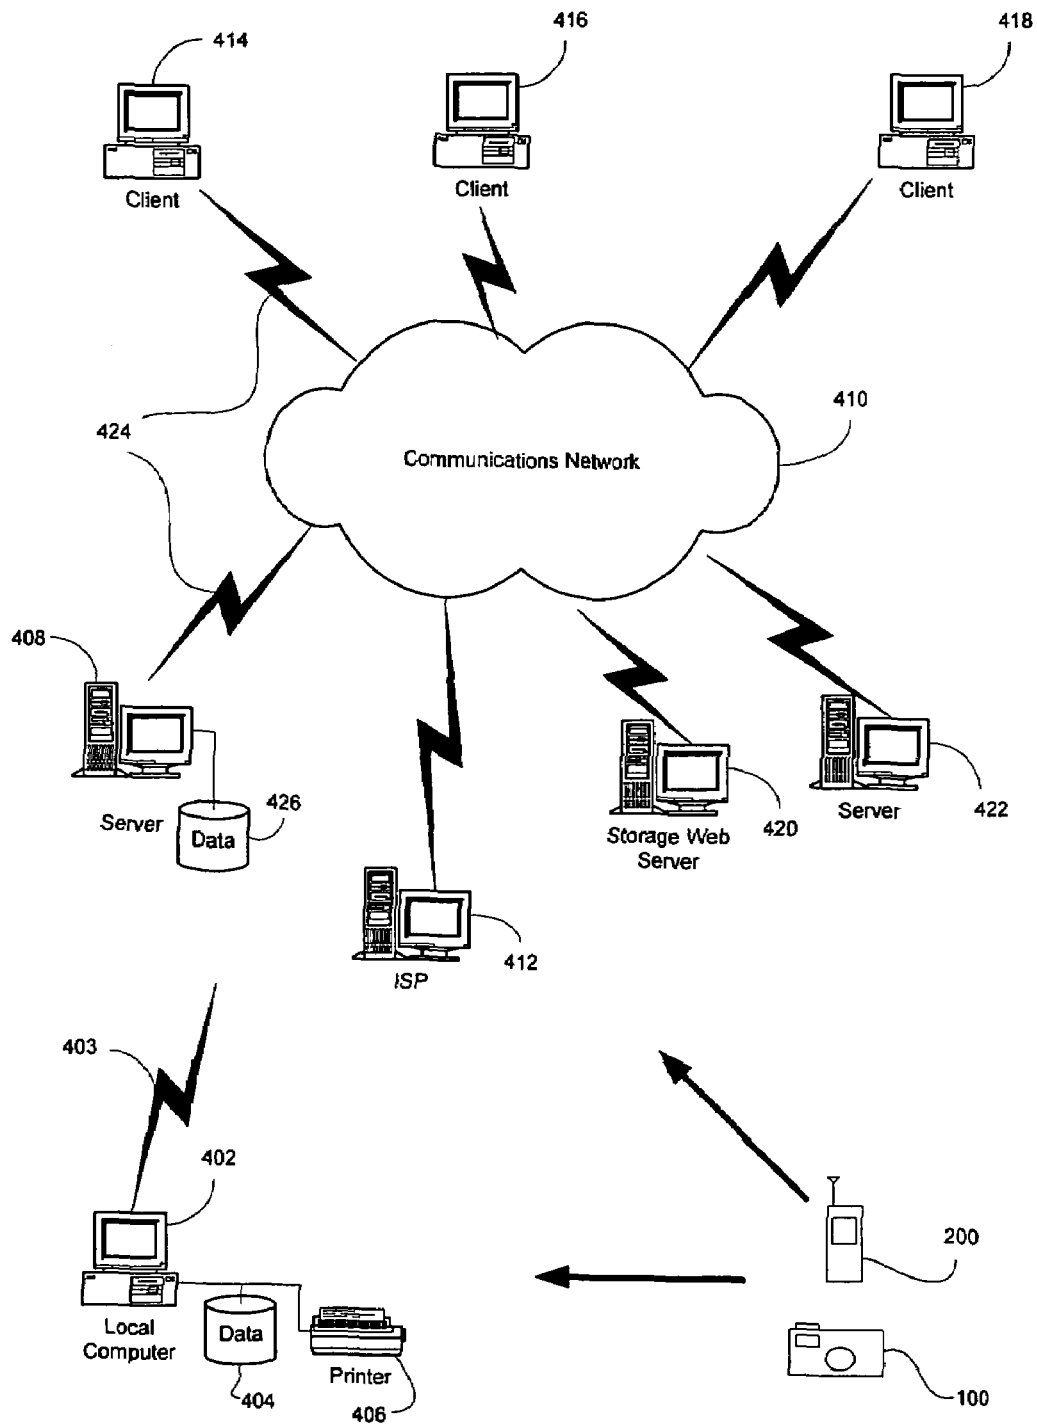 414
416
418
Client
Client
Client
410
424
Communications Network
408
426
Server
Data
420
422
Storage Web
Server
Server
412
ISP
403
402
200
Local
Computer
Data
Printer
404
406
100